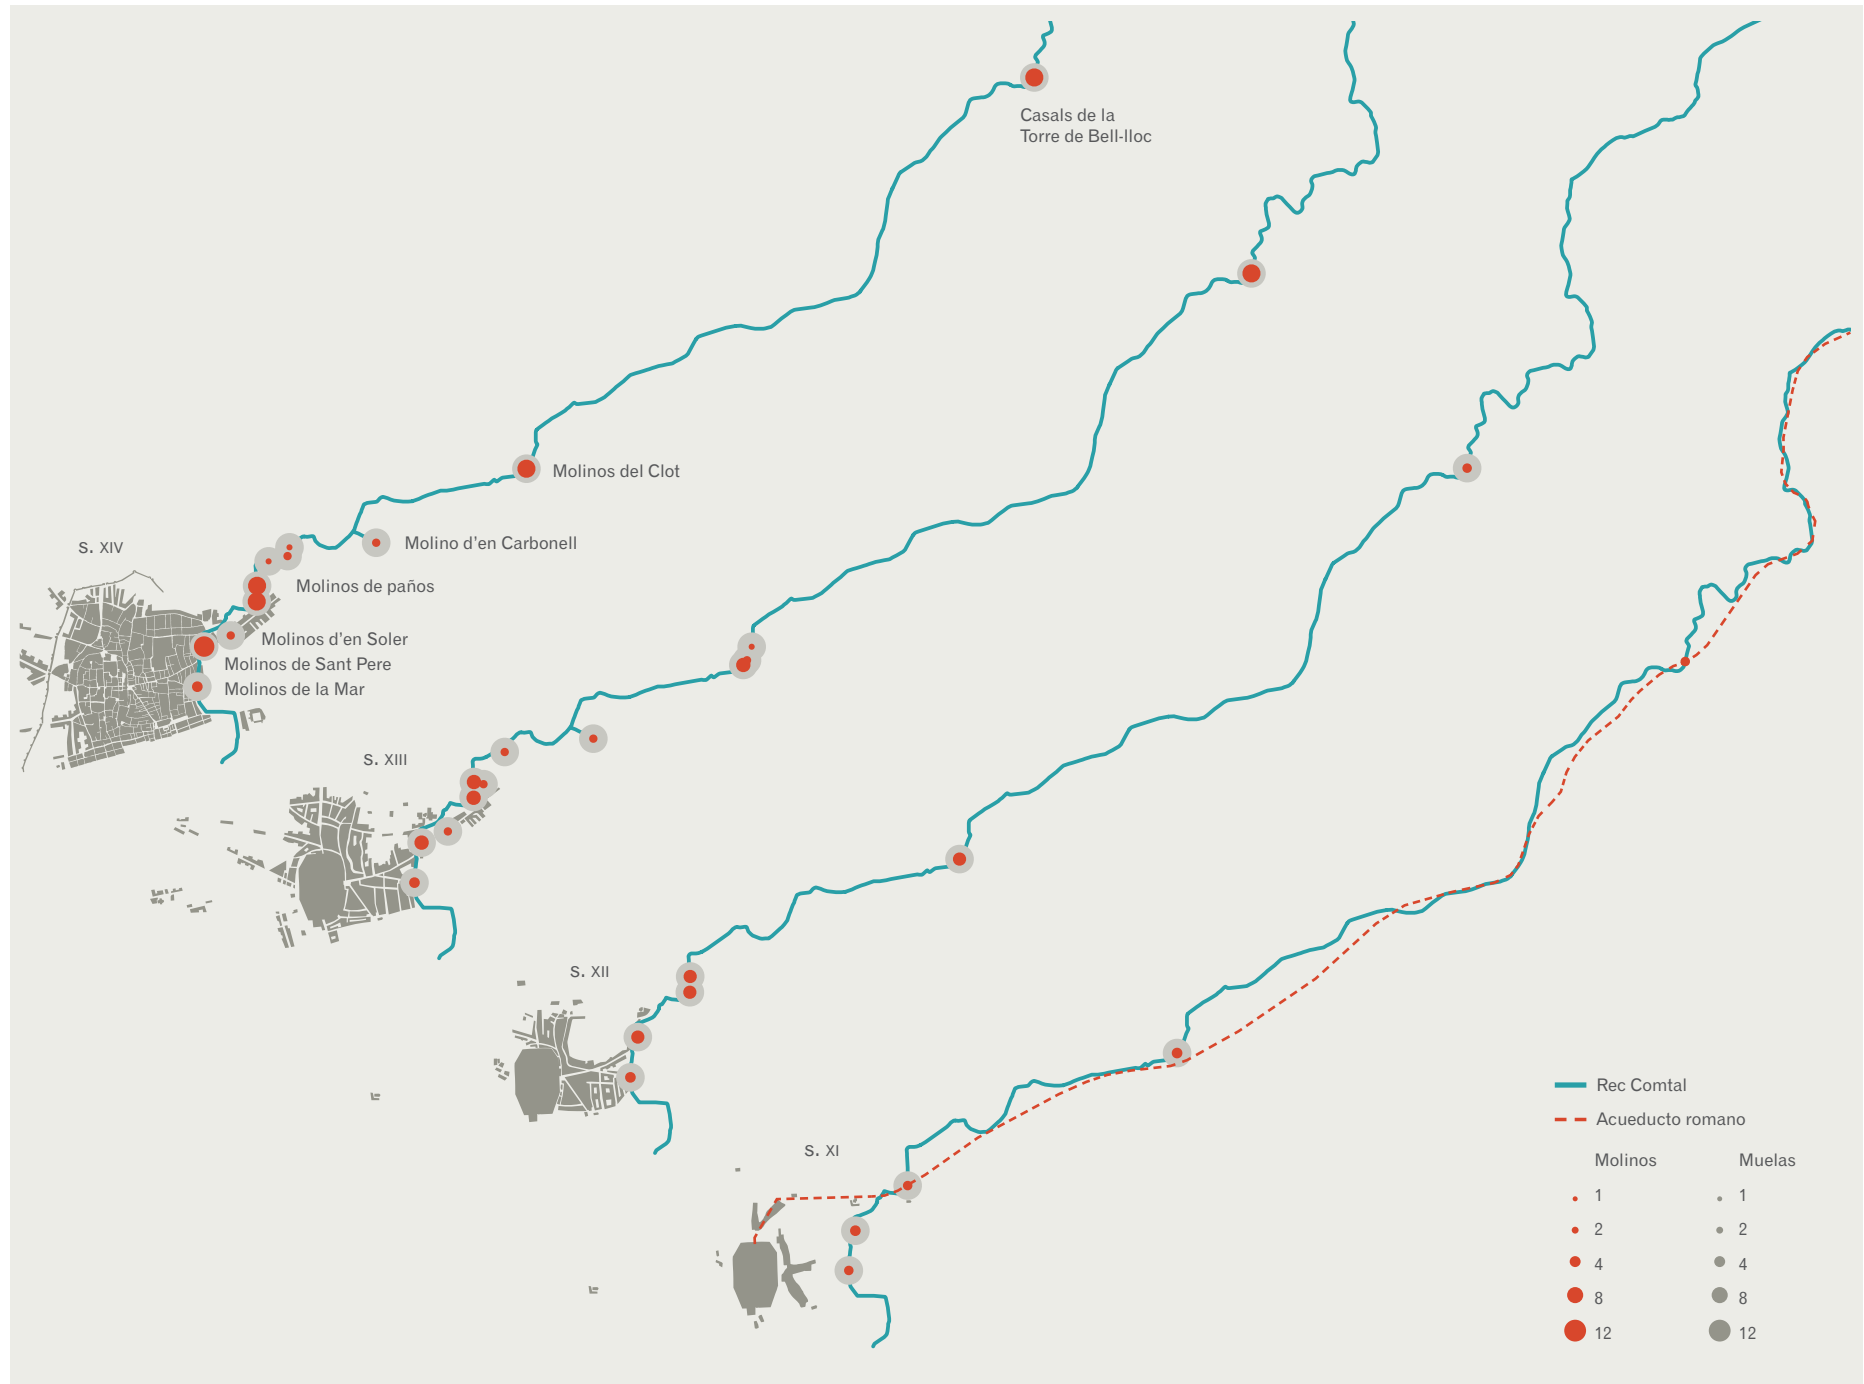 Casals de la
Torre de Bell-lloc
Molinos del Clot
Molino d'en Carbonell
S. XIV
Molinos de paños
Molinos d'en Soler
Molinos de Sant Pere
Molinos de la Mar
S. XIII
S. XII
S. XI
Rec Comtal
Acueducto romano
Molinos Muelas
1 1
2 2
4 4
8 8
12 12